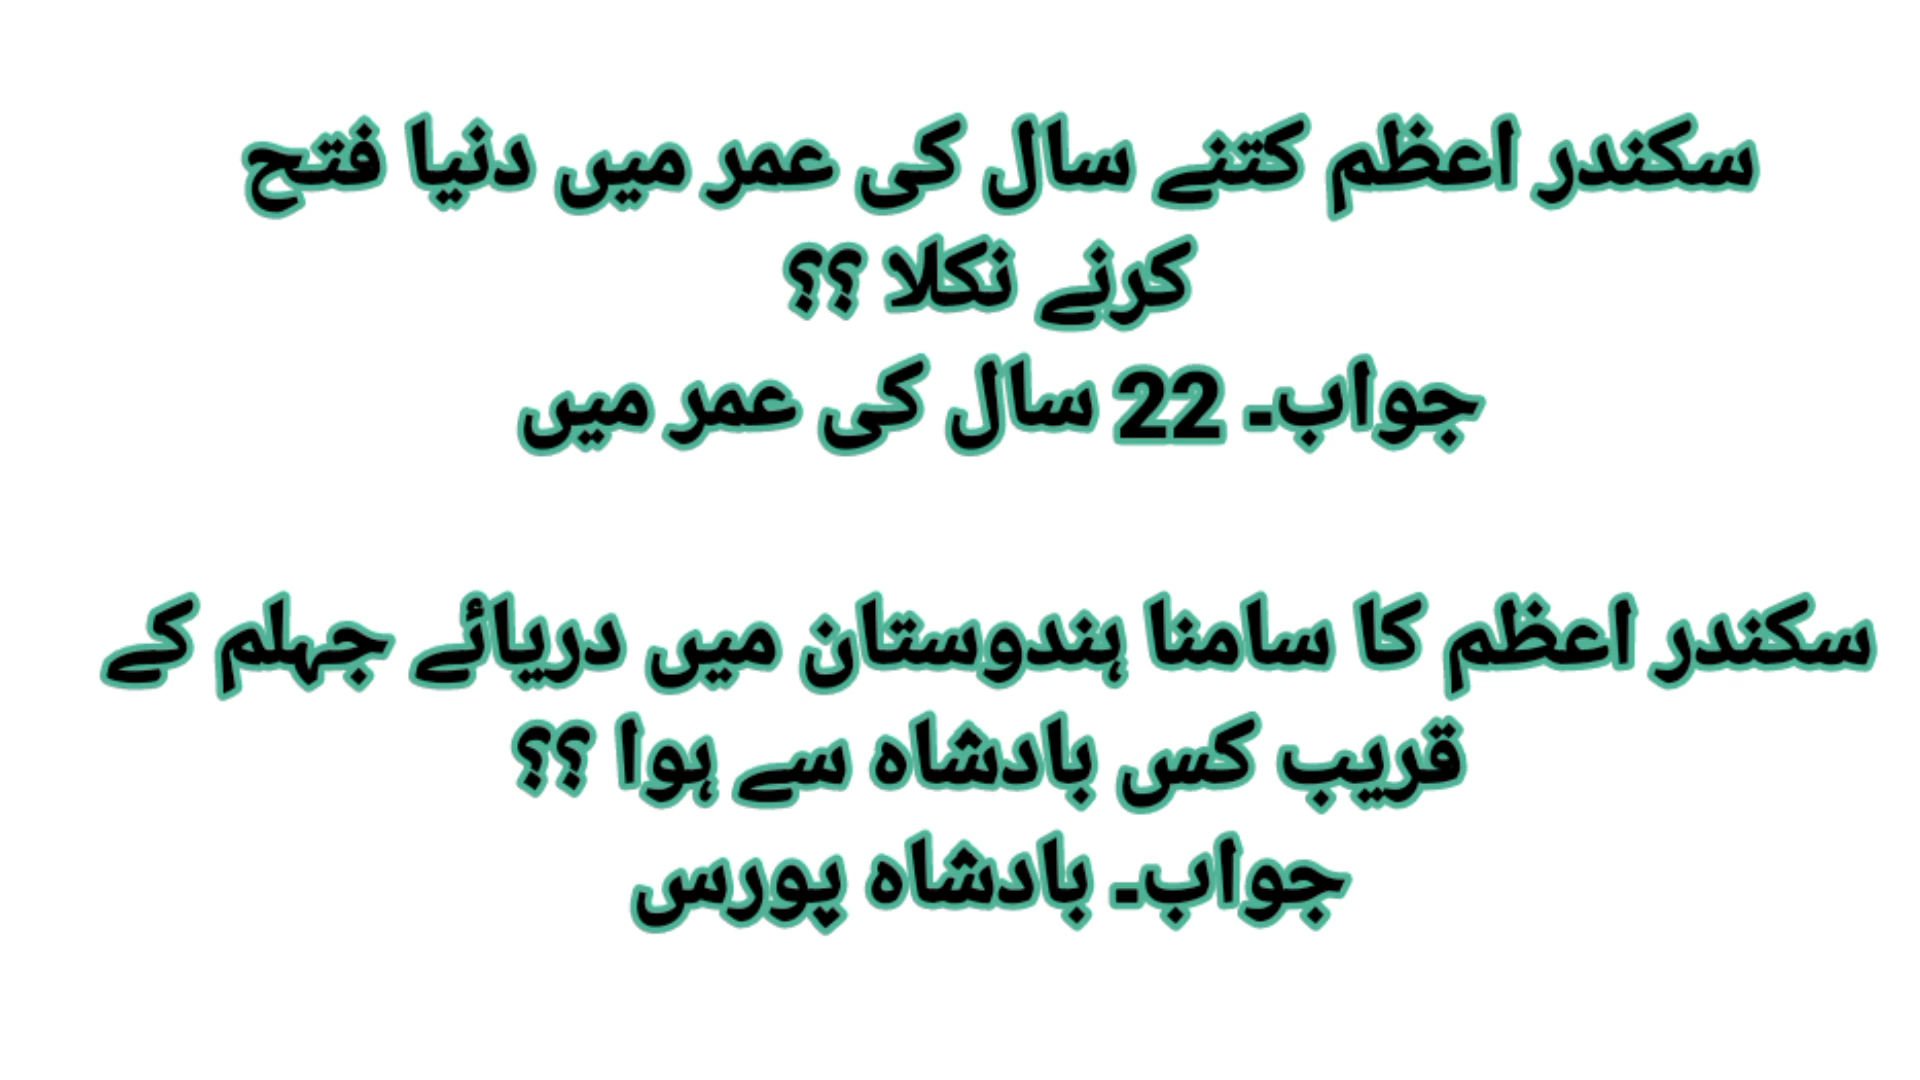 سکندر اعظم کتنے سال کی عمر میں دنیا فتح
کرنے نکلا ؟؟
جواب۔ 22 سال کی عمر میں
سکندر اعظم کا سامنا ہندوستان میں دریائے جہلم کے
قریب کس بادشاہ سے ہوا ؟؟
جواب۔ بادشاہ پورس